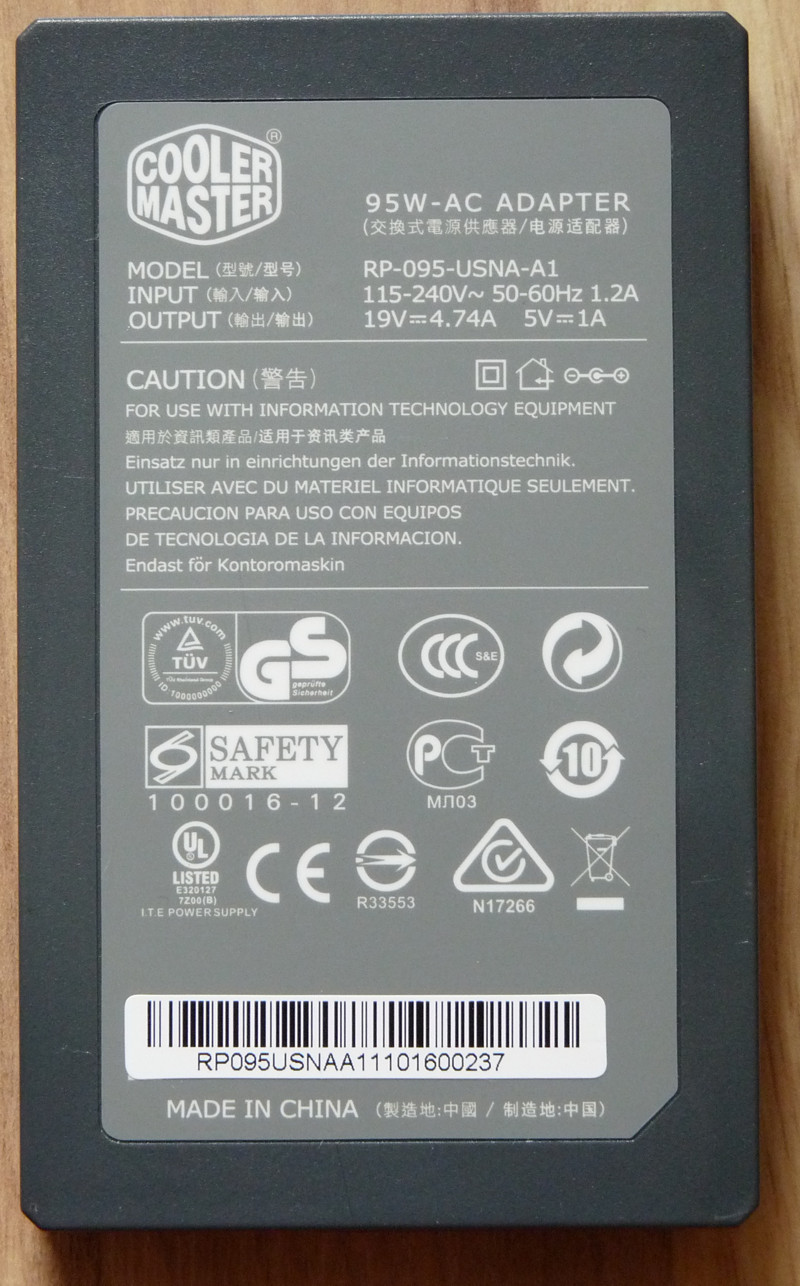 COOLER MASTER ®
95W-AC ADAPTER
(交換式電源供應器/电源适配器)
MODEL (型號/型号) RP-095-USNA-A1
INPUT (輸入/输入) 115-240V~ 50-60Hz 1.2A
OUTPUT (輸出/输出) 19V⎓4.74A 5V⎓1A
CAUTION (警告)
FOR USE WITH INFORMATION TECHNOLOGY EQUIPMENT
適用於資訊類產品/适用于资讯类产品
Einsatz nur in einrichtungen der Informationstechnik.
UTILISER AVEC DU MATERIEL INFORMATIQUE SEULEMENT.
PRECAUCION PARA USO CON EQUIPOS
DE TECNOLOGIA DE LA INFORMACION.
Endast för Kontoromaskin
www.tuv.com
TÜV
TÜV Rheinland Group
ID:1000000000
GS
geprüfte
Sicherheit
CCC S&E
SAFETY
MARK
100016-12
PCT
МЛ03
10
UL
LISTED
E320127
7Z00(B)
I.T.E POWER SUPPLY
CE
R33553
N17266
RP095USNAA11101600237
MADE IN CHINA (製造地:中國 / 制造地:中国)